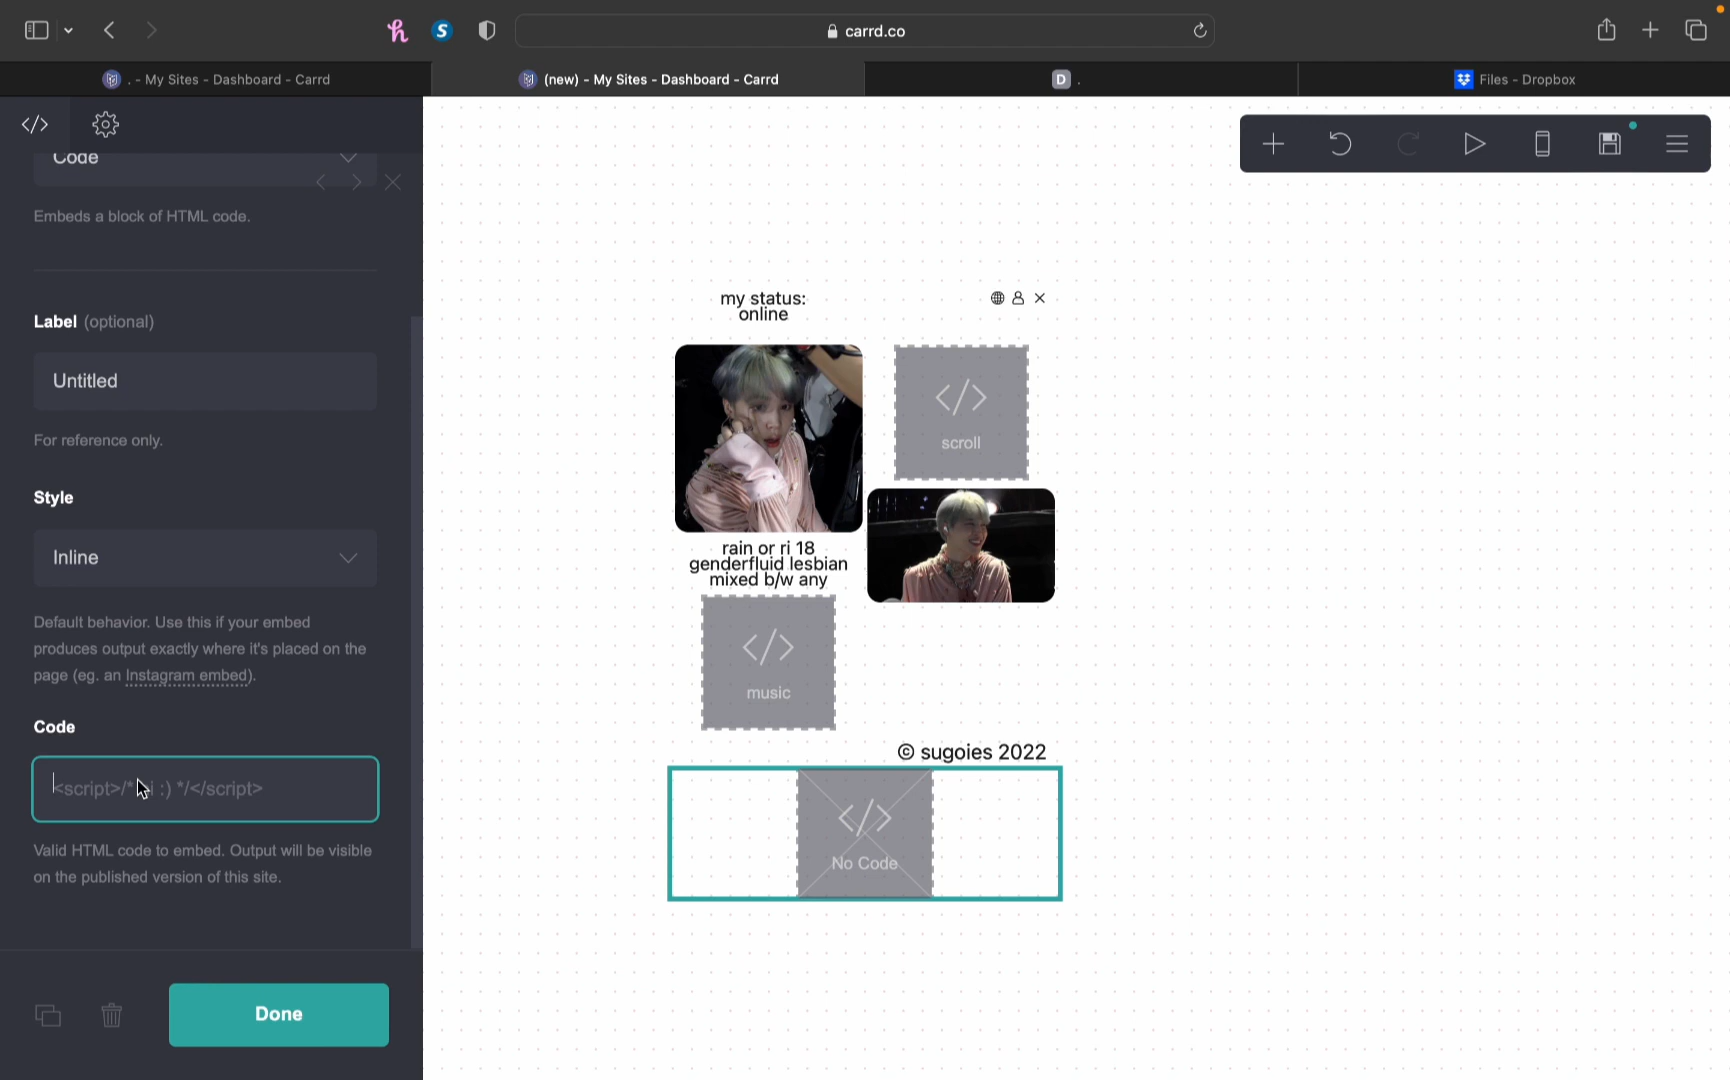 carrd.co
. - My Sites - Dashboard - Carrd
(new) - My Sites - Dashboard - Carrd
D .
Files - Dropbox
Code
Embeds a block of HTML code.
Label (optional)
Untitled
For reference only.
Style
Inline
Default behavior. Use this if your embed
produces output exactly where it's placed on the
page (eg. an Instagram embed).
Code
<script>/* :) */</script>
Valid HTML code to embed. Output will be visible
on the published version of this site.
Done
my status:
online
scroll
rain or ri 18
genderfluid lesbian
mixed b/w any
music
© sugoies 2022
No Code